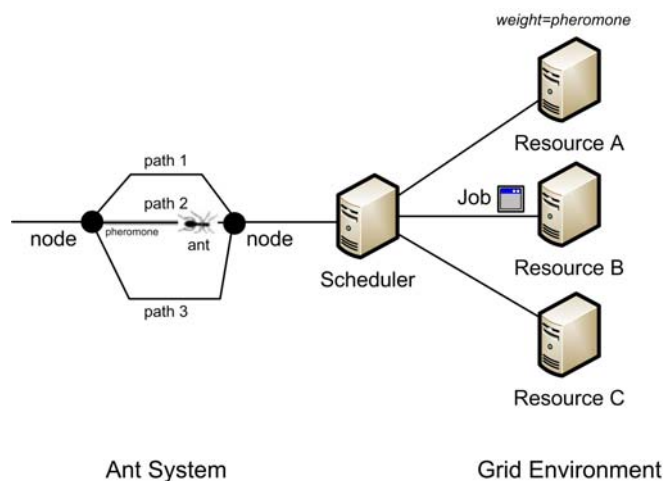 weight=pheromone
path 1
path 2
pheromone
ant
node
node
path 3
Scheduler
Job
Resource A
Resource B
Resource C
Ant System
Grid Environment